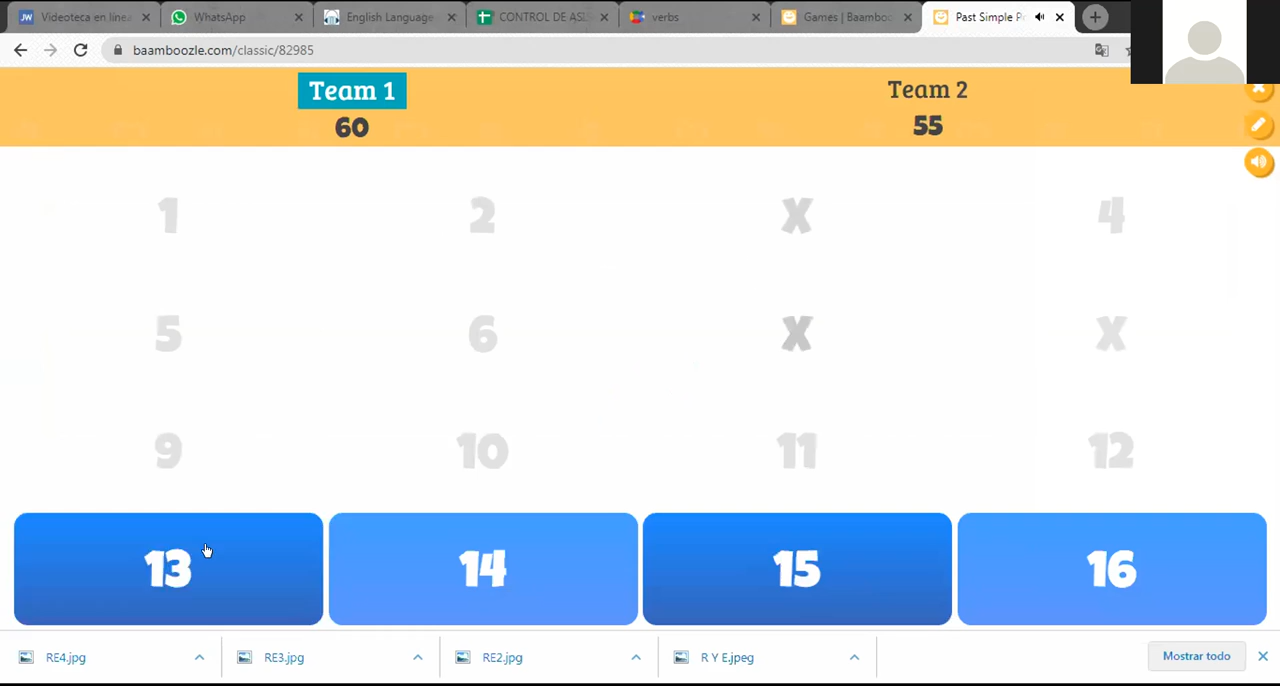 Videoteca en línea
WhatsApp
English Language
CONTROL DE ASIS
verbs
Games | Baamboo
Past Simple Pr
baamboozle.com/classic/82985
Team 1
60
Team 2
55
1
2
X
4
5
6
X
X
9
10
11
12
13
14
15
16
RE4.jpg
RE3.jpg
RE2.jpg
R Y E.jpeg
Mostrar todo